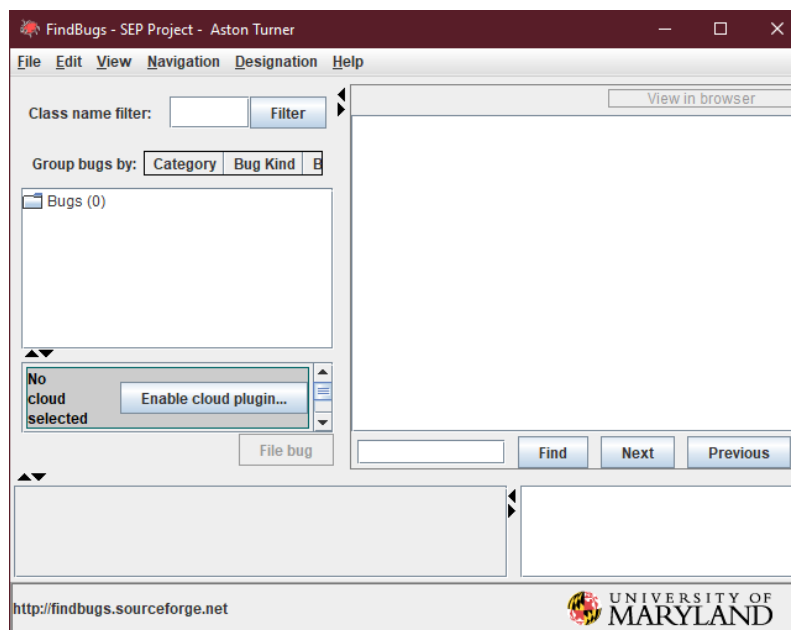 FindBugs - SEP Project - Aston Turner
File Edit View Navigation Designation Help
Class name filter: Filter
View in browser
Group bugs by: Category Bug Kind B
Bugs (0)
No
cloud
selected
Enable cloud plugin...
File bug
Find Next Previous
http://findbugs.sourceforge.net
UNIVERSITY OF
MARYLAND